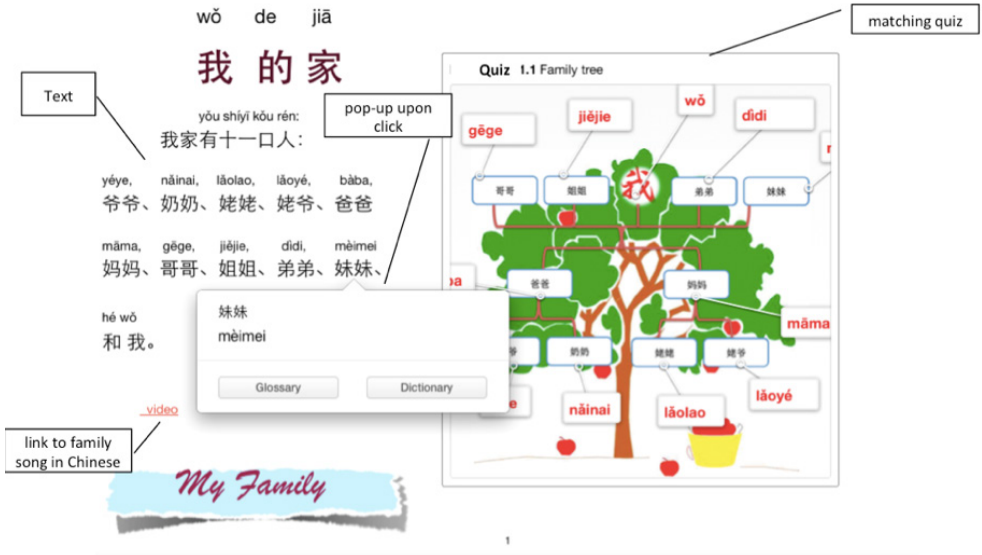 wǒ de jiā
我 的 家
yǒu shíyī kǒu rén:
我家有十一口人：
yéye, nǎinai, lǎolao, lǎoyé, bàba,
爷爷、奶奶、姥姥、姥爷、爸爸
māma, gēge, jiějie, dìdi, mèimei
妈妈、哥哥、姐姐、弟弟、妹妹、
hé wǒ
和 我。
妹妹
mèimei
Glossary Dictionary
video
My Family
Text
pop-up upon
click
link to family
song in Chinese
matching quiz
Quiz 1.1 Family tree
gēge jiějie wǒ dìdi
哥哥 姐姐 我 弟弟 妹妹
爸爸 妈妈
māma
爷 奶奶 姥姥 姥爷
e nǎinai lǎolao lǎoyé
1